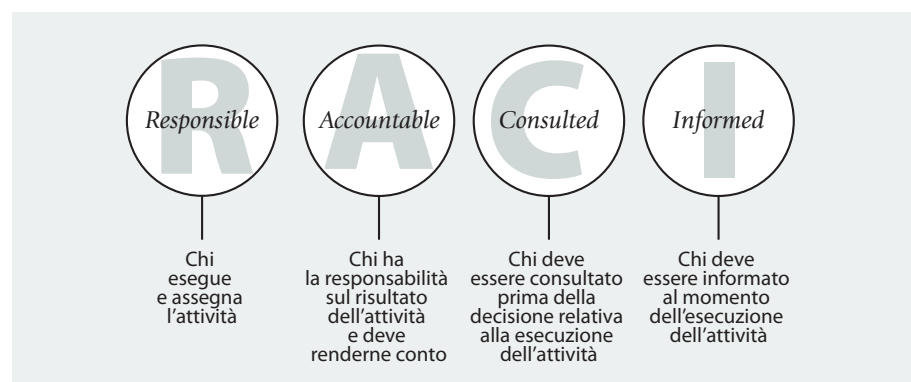 R A C I
Responsible Accountable Consulted Informed
Chi
esegue
e assegna
l'attività
Chi ha
la responsabilità
sul risultato
dell'attività
e deve
renderne conto
Chi deve
essere consultato
prima della
decisione relativa
alla esecuzione
dell'attività
Chi deve
essere informato
al momento
dell'esecuzione
dell'attività